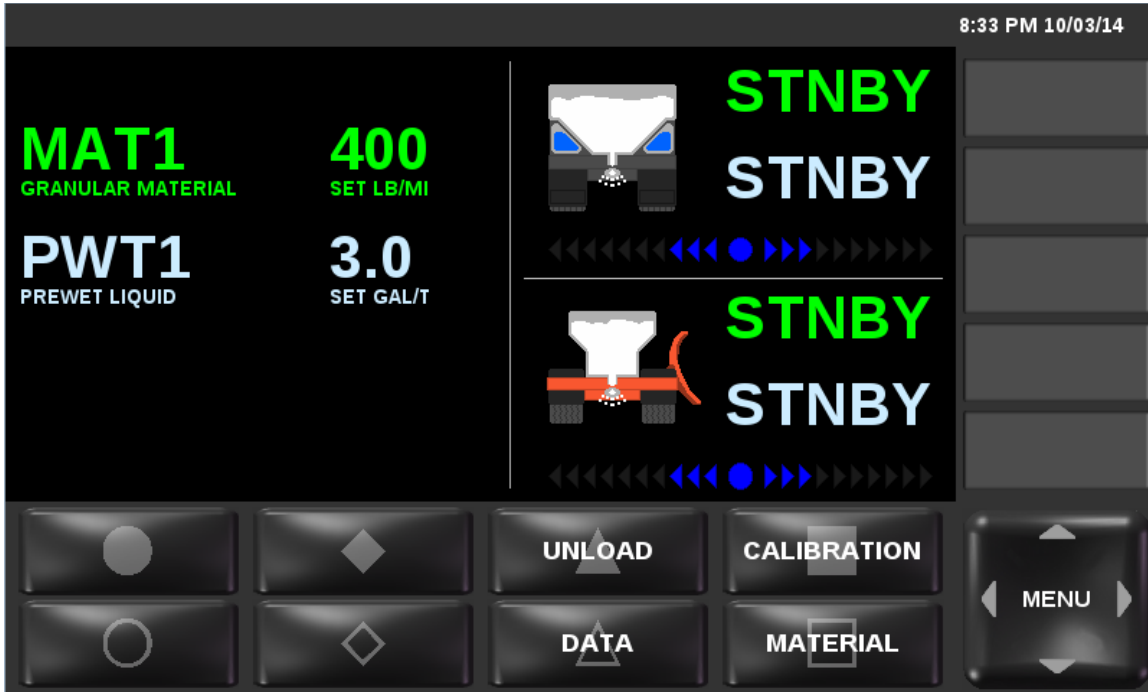 8:33 PM 10/03/14
MAT1 400
GRANULAR MATERIAL SET LB/MI
PWT1 3.0
PREWET LIQUID SET GAL/T
STNBY
STNBY
STNBY
STNBY
UNLOAD CALIBRATION
DATA MATERIAL
MENU